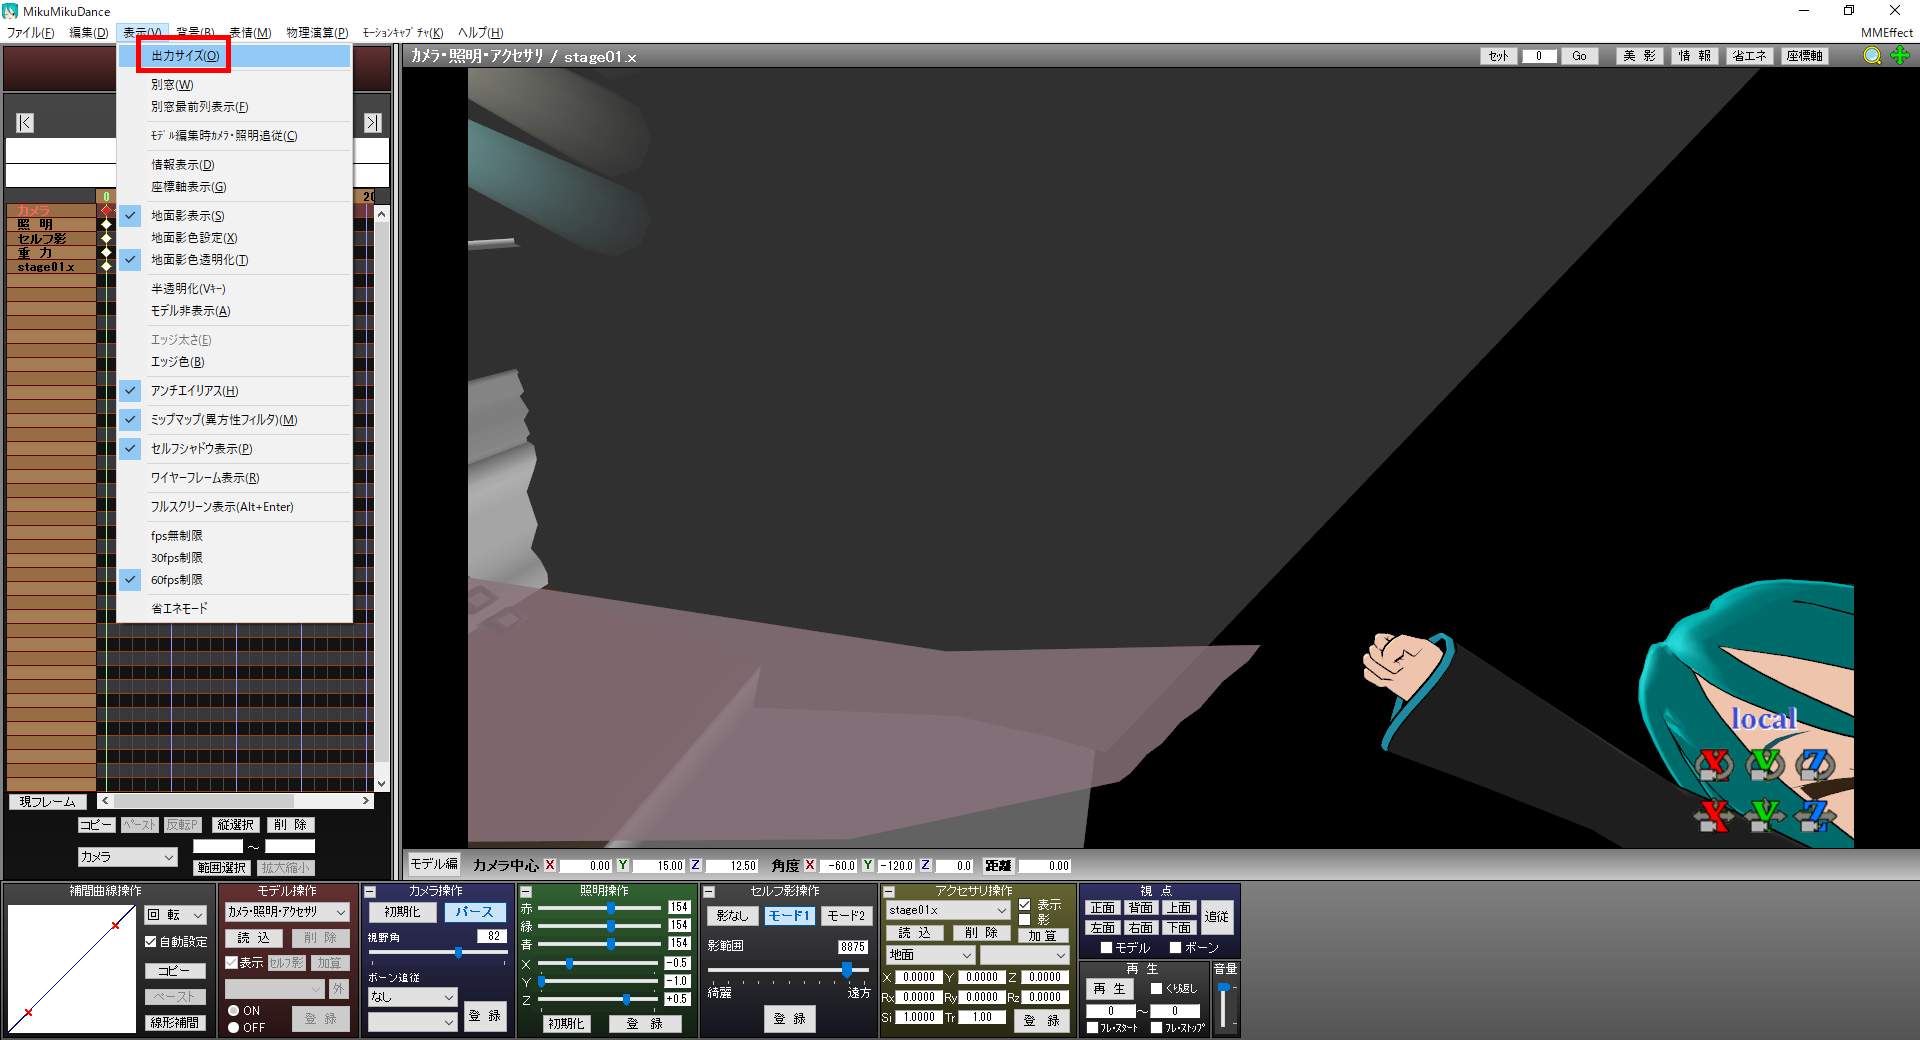 MikuMikuDance
ファイル(F) 編集(D) 表示(V) 背景(B) 表情(M) 物理演算(P) ﾓｰｼｮﾝｷｬﾌﾟﾁｬ(K) ヘルプ(H)
MMEffect
出力サイズ(O)
別窓(W)
別窓最前列表示(F)
ﾓﾃﾞﾙ編集時ｶﾒﾗ･照明追従(C)
情報表示(D)
座標軸表示(G)
地面影表示(S)
地面影色設定(X)
地面影色透明化(T)
半透明化(Vｷｰ)
モデル非表示(A)
エッジ太さ(E)
エッジ色(B)
アンチエイリアス(H)
ミップマップ(異方性フィルタ)(M)
セルフシャドウ表示(P)
ワイヤーフレーム表示(R)
フルスクリーン表示(Alt+Enter)
fps無制限
30fps制限
60fps制限
省エネモード
カメラ・照明・アクセサリ / stage01.x
ｾｯﾄ 0 Go 美 影 情 報 省エネ 座標軸
0 20
カメラ
照 明
セルフ影
重 力
stage01.x
現フレーム
コピー ペースト 反転P 縦選択 削 除
カメラ ～ 範囲選択 拡大縮小
local
X Y Z
X Y Z
モデル編 カメラ中心 X 0.00 Y 15.00 Z 12.50 角度 X -60.0 Y -120.0 Z 0.0 距離 0.00
補間曲線操作
回 転
自動設定
コピー
ペースト
線形補間
モデル操作
ｶﾒﾗ･照明･ｱｸｾｻﾘ
読 込 削 除
表示 ｾﾙﾌ影 加算
外
ON
OFF
登 録
カメラ操作
初期化 パース
視野角 82
ボーン追従
なし
登 録
照明操作
赤 154
緑 154
青 154
X -0.5
Y -1.0
Z +0.5
初期化 登 録
セルフ影操作
影なし モード1 モード2
影範囲 8875
綺麗 遠方
登 録
アクセサリ操作
stage01.x 表示
影
読 込 削 除 加 算
地面
X 0.0000 Y 0.0000 Z 0.0000
Rx 0.0000 Ry 0.0000 Rz 0.0000
Si 1.0000 Tr 1.00 登 録
視 点
正面 背面 上面 追従
左面 右面 下面
モデル ボーン
再 生
再 生 くり返し
0 ～ 0
ﾌﾚ･ｽﾀｰﾄ ﾌﾚ･ｽﾄｯﾌﾟ
音量